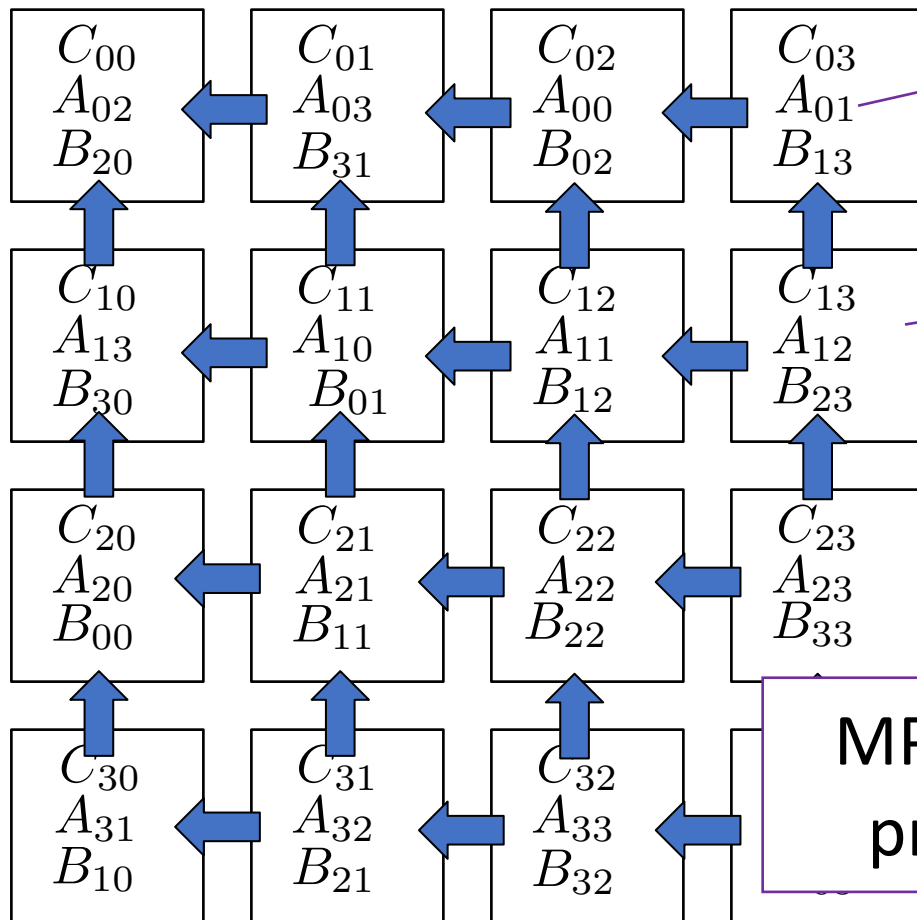 C₀₀ C₀₁ C₀₂ C₀₃
A₀₂ A₀₃ A₀₀ A₀₁
B₂₀ B₃₁ B₀₂ B₁₃
C₁₀ C₁₁ C₁₂ C₁₃
A₁₃ A₁₀ A₁₁ A₁₂
B₃₀ B₀₁ B₁₂ B₂₃
C₂₀ C₂₁ C₂₂ C₂₃
A₂₀ A₂₁ A₂₂ A₂₃
B₀₀ B₁₁ B₂₂ B₃₃
C₃₀ C₃₁ C₃₂
A₃₁ A₃₂ A₃₃
B₁₀ B₂₁ B₃₂